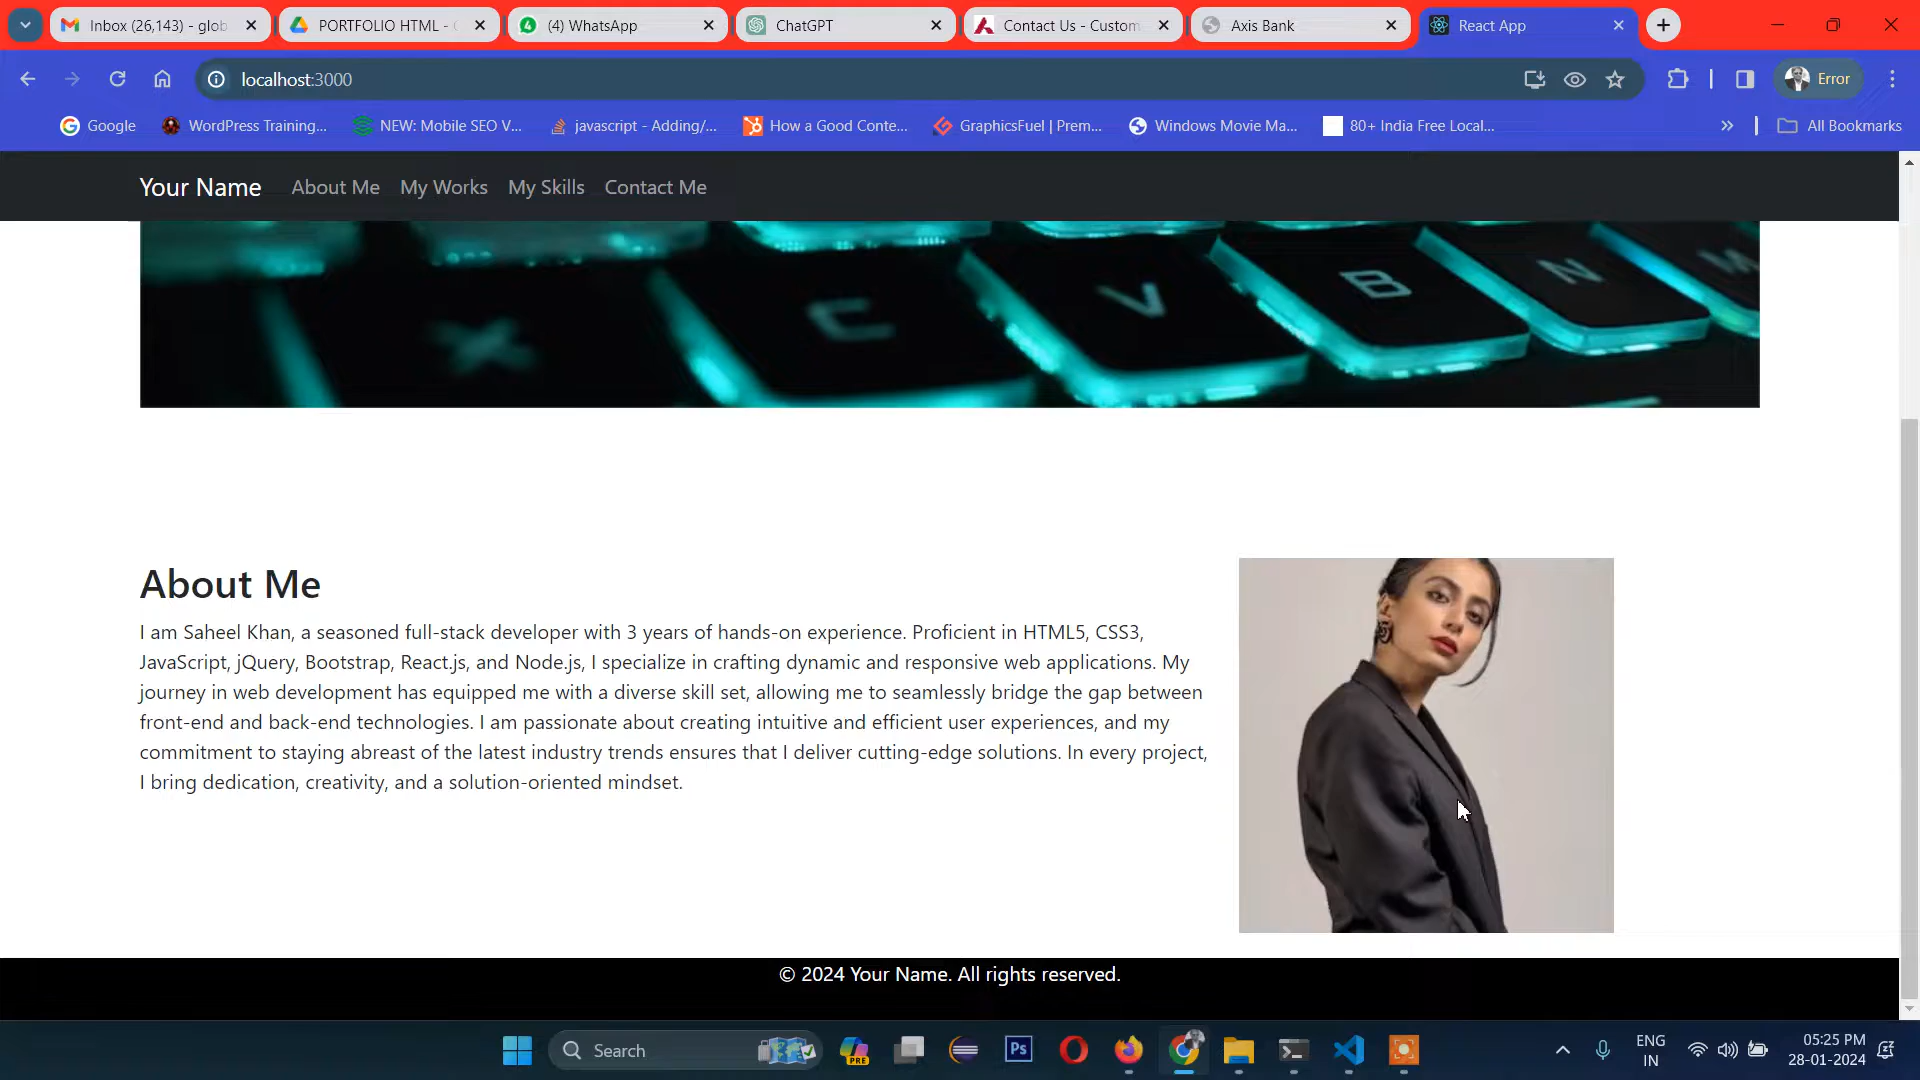 Inbox (26,143) - glob
PORTFOLIO HTML -
(4) WhatsApp
ChatGPT
Contact Us - Custom
Axis Bank
React App
localhost:3000
Error
Google
WordPress Training...
NEW: Mobile SEO V...
javascript - Adding/...
How a Good Conte...
GraphicsFuel | Prem...
Windows Movie Ma...
80+ India Free Local...
All Bookmarks
Your Name
About Me
My Works
My Skills
Contact Me
X C V B N M
About Me
I am Saheel Khan, a seasoned full-stack developer with 3 years of hands-on experience. Proficient in HTML5, CSS3,
JavaScript, jQuery, Bootstrap, React.js, and Node.js, I specialize in crafting dynamic and responsive web applications. My
journey in web development has equipped me with a diverse skill set, allowing me to seamlessly bridge the gap between
front-end and back-end technologies. I am passionate about creating intuitive and efficient user experiences, and my
commitment to staying abreast of the latest industry trends ensures that I deliver cutting-edge solutions. In every project,
I bring dedication, creativity, and a solution-oriented mindset.
© 2024 Your Name. All rights reserved.
Search
PRE
Ps
ENG
IN
05:25 PM
28-01-2024